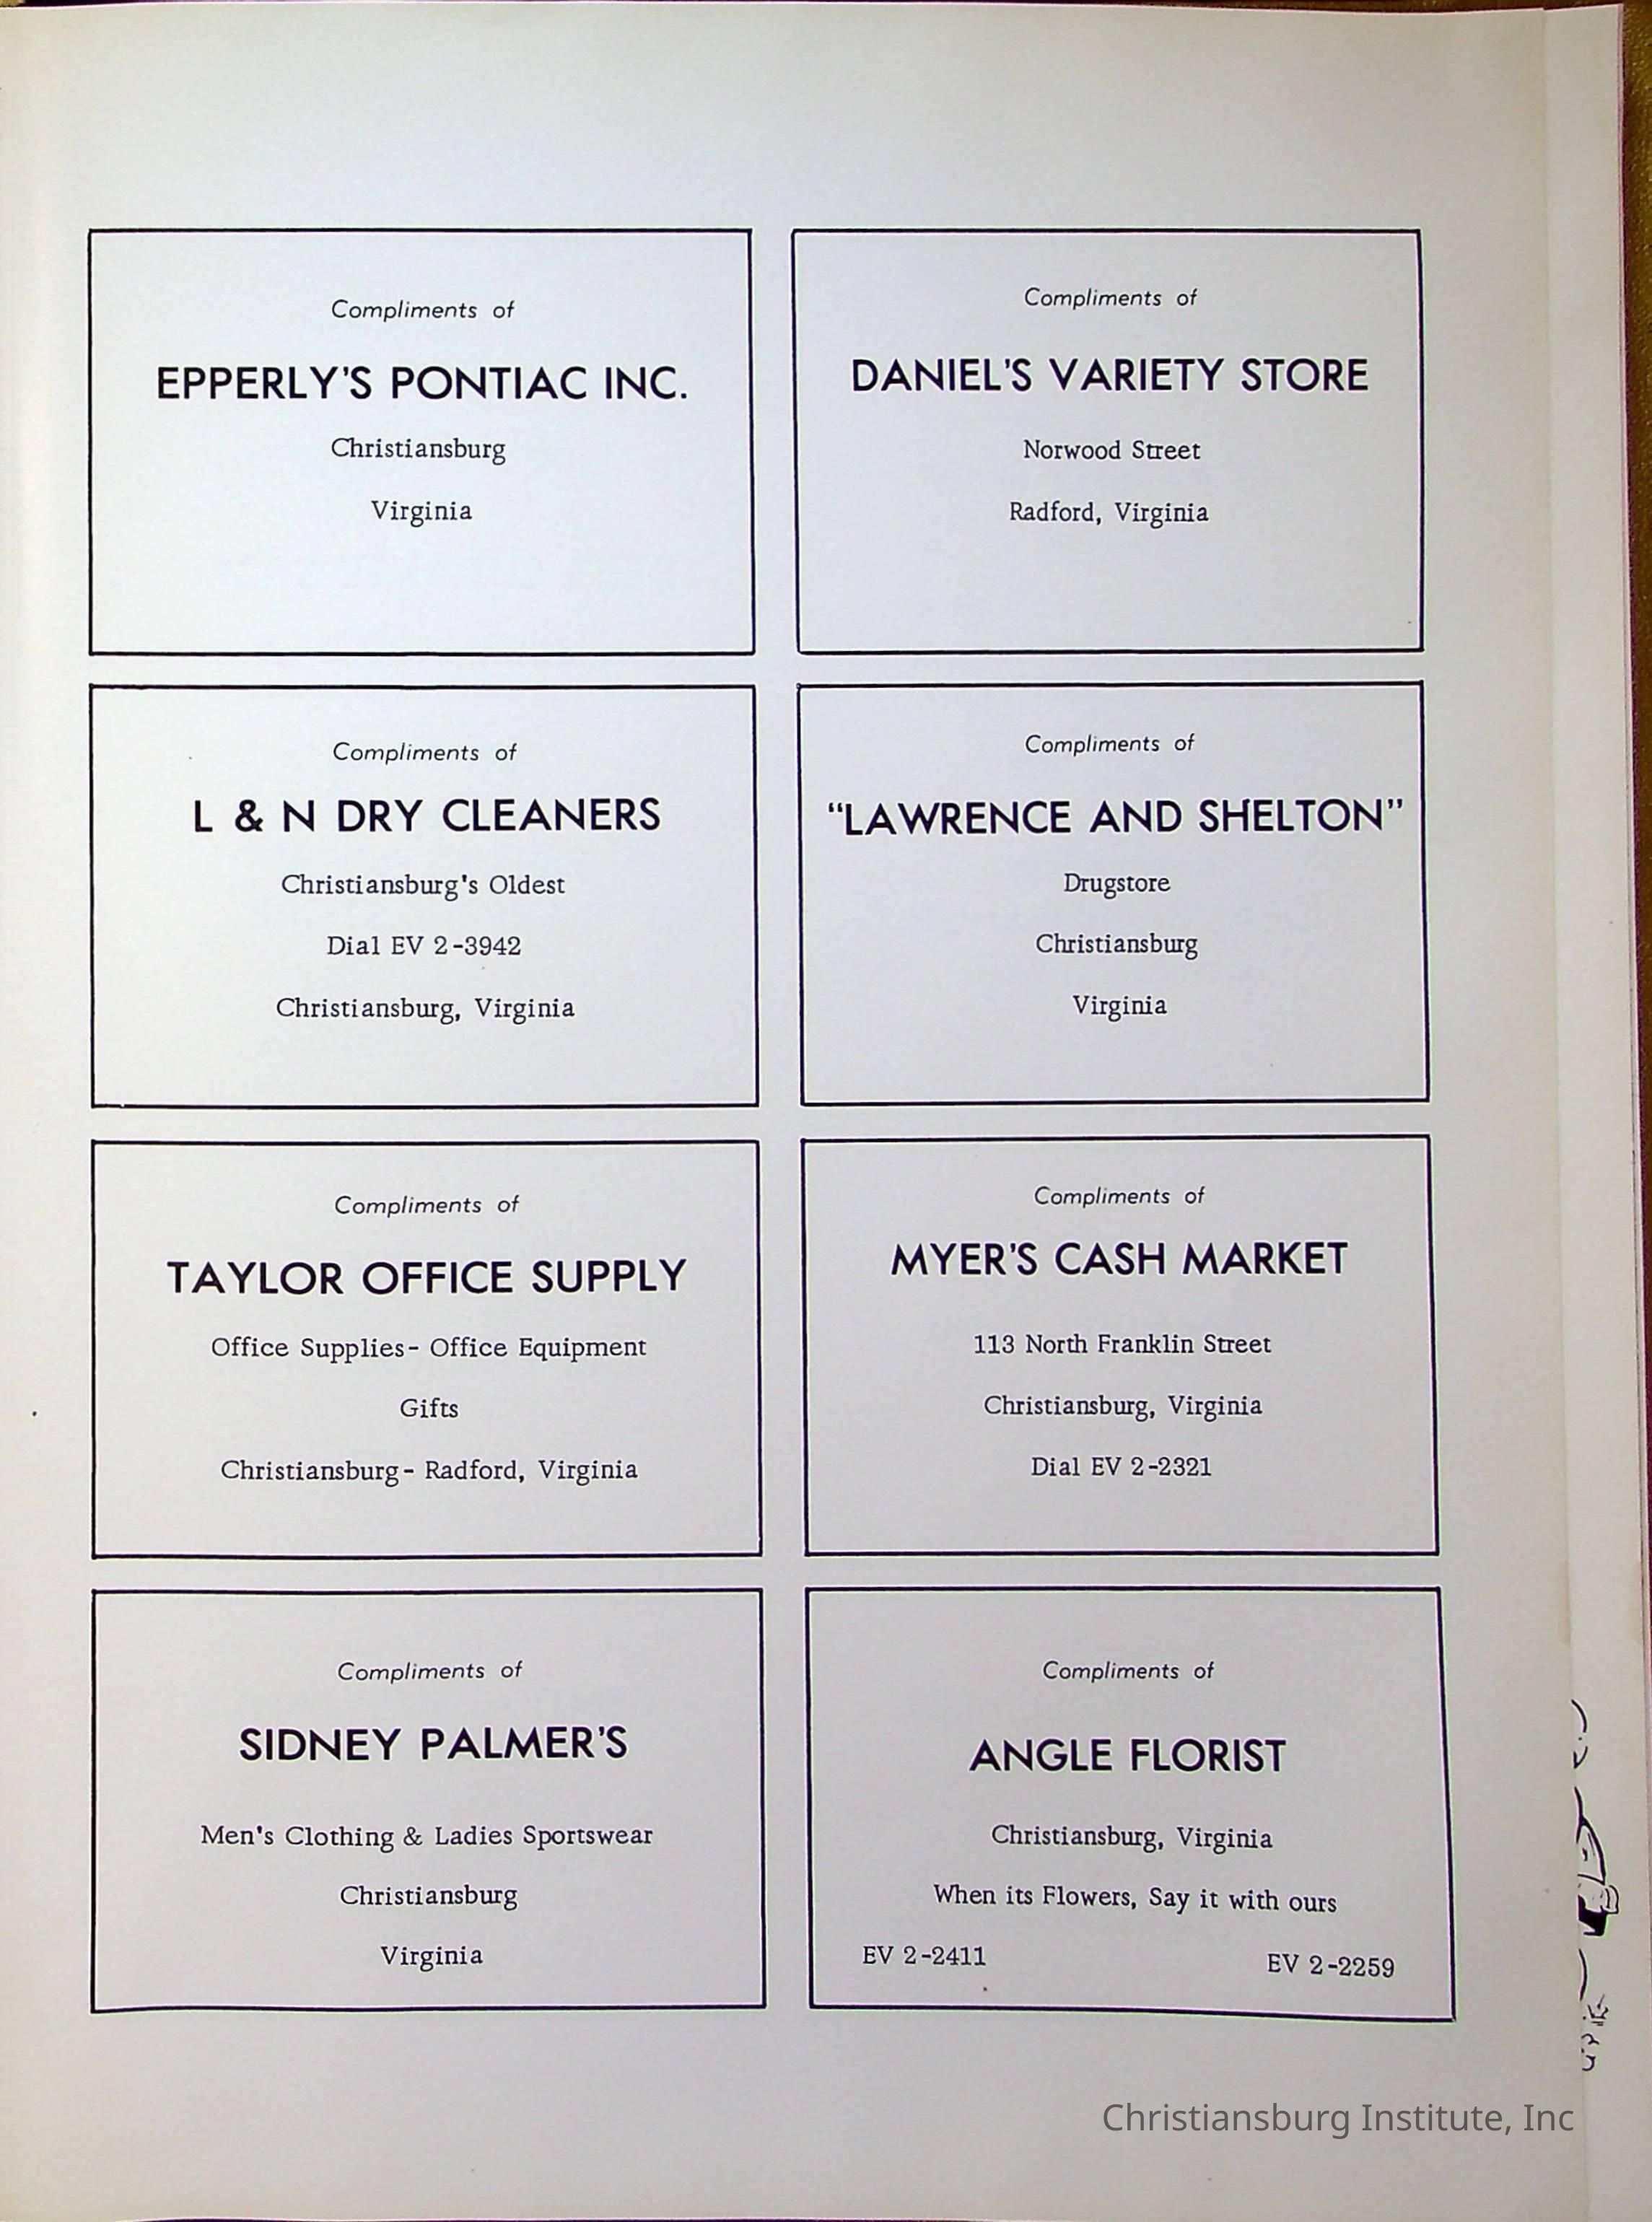 Compliments of
EPPERLY'S PONTIAC INC.
Christiansburg
Virginia
Compliments of
DANIEL'S VARIETY STORE
Norwood Street
Radford, Virginia
Compliments of
L & N DRY CLEANERS
Christiansburg's Oldest
Dial EV 2-3942
Christiansburg, Virginia
Compliments of
“LAWRENCE AND SHELTON”
Drugstore
Christiansburg
Virginia
Compliments of
TAYLOR OFFICE SUPPLY
Office Supplies- Office Equipment
Gifts
Christiansburg- Radford, Virginia
Compliments of
MYER'S CASH MARKET
113 North Franklin Street
Christiansburg, Virginia
Dial EV 2-2321
Compliments of
SIDNEY PALMER'S
Men's Clothing & Ladies Sportswear
Christiansburg
Virginia
Compliments of
ANGLE FLORIST
Christiansburg, Virginia
When its Flowers, Say it with ours
EV 2-2411 EV 2-2259
Christiansburg Institute, Inc